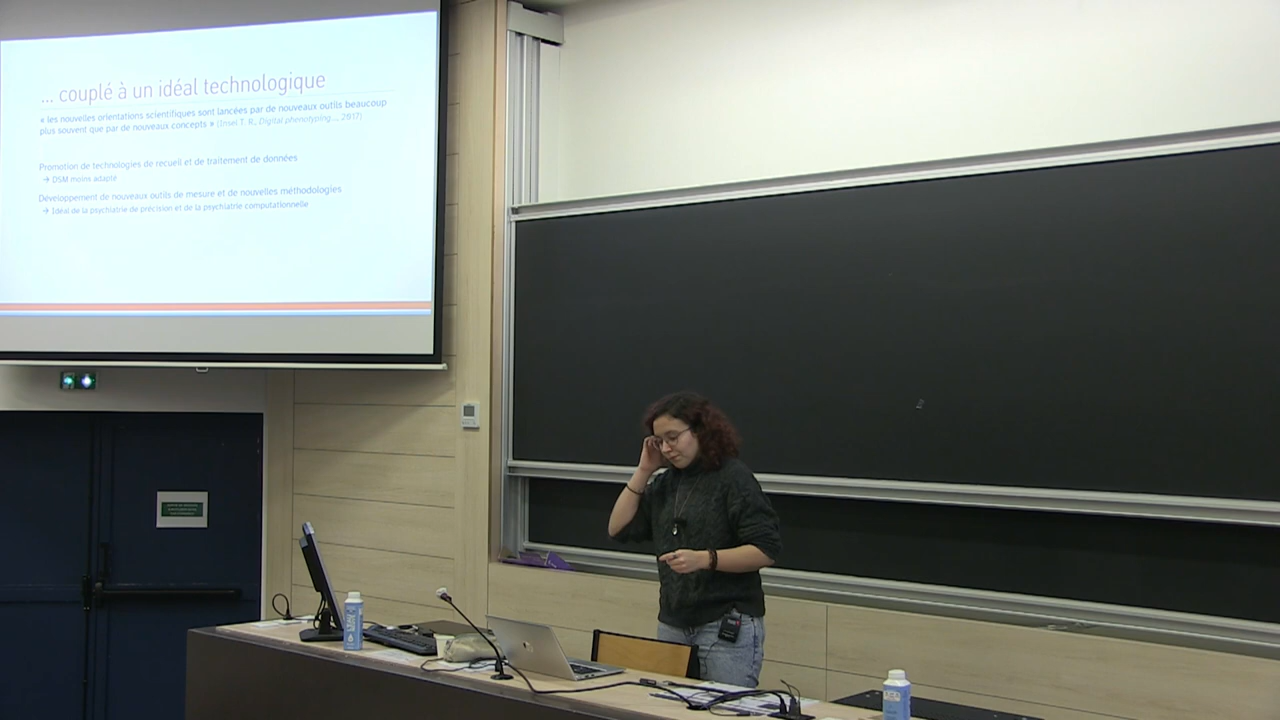 ... couplé à un idéal technologique
« les nouvelles orientations scientifiques sont lancées par de nouveaux outils beaucoup
plus souvent que par de nouveaux concepts » (Insel T. R., Digital phenotyping..., 2017)
Promotion de technologies de recueil et de traitement de données
→ DSM moins adapté
Développement de nouveaux outils de mesure et de nouvelles méthodologies
→ Idéal de la psychiatrie de précision et de la psychiatrie computationnelle